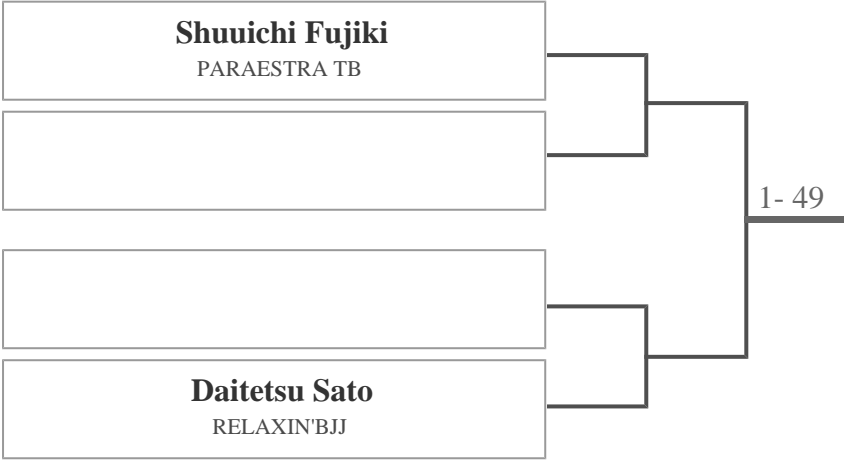 Shuuichi Fujiki
PARAESTRA TB
1- 49
Daitetsu Sato
RELAXIN'BJJ